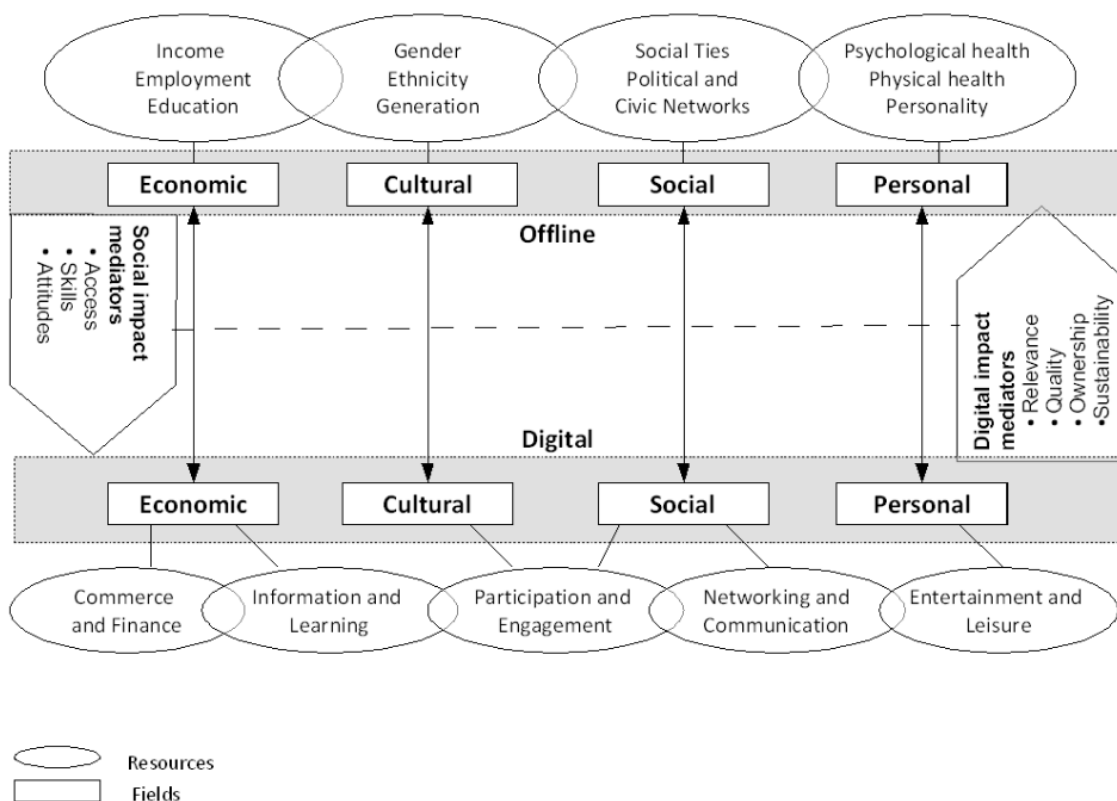 Income
Employment
Education
Gender
Ethnicity
Generation
Social Ties
Political and
Civic Networks
Psychological health
Physical health
Personality
Economic
Cultural
Social
Personal
Offline
Social impact
mediators
• Access
• Skills
• Attitudes
Digital impact
mediators
• Relevance
• Quality
• Ownership
•Sustainability
Digital
Economic
Cultural
Social
Personal
Commerce
and Finance
Information and
Learning
Participation and
Engagement
Networking and
Communication
Entertainment and
Leisure
Resources
Fields